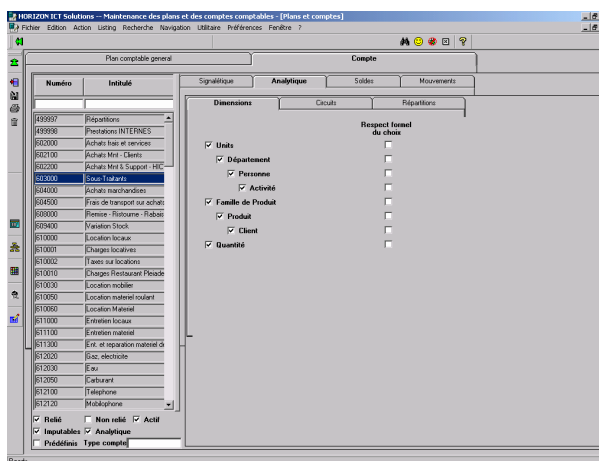 HORIZON ICT Solutions -- Maintenance des plans et des comptes comptables - [Plans et comptes]
Fichier Edition Action Listing Recherche Navigation Utilitaire Préférences Fenêtre ?
Plan comptable general
Compte
Numéro Intitulé
Signalétique Analytique Soldes Mouvements
Dimensions Circuits Répartitions
Respect formel
du choix
Units
Département
Personne
Activité
Famille de Produit
Produit
Client
Quantité
499997 Répartitions
499998 Prestations INTERNES
602000 Achats frais et services
602100 Achats Mnt - Clients
602200 Achats Mnt & Support - HIC
603000 Sous-Traitants
604000 Achats marchandises
604500 Frais de transport sur achats
608000 Remise - Ristourne - Rabais
609400 Variation Stock
610000 Location locaux
610001 Charges locatives
610002 Taxes sur locations
610010 Charges Restaurant Pleiade
610030 Location mobilier
610050 Location materiel roulant
610060 Location Materiel
611000 Entretien locaux
611100 Entretien materiel
611300 Ent. et reparation materiel de
612020 Gaz, electricite
612030 Eau
612050 Carburant
612100 Telephone
612120 Mobilophone
Relié Non relié Actif
Imputables Analytique
Prédéfinis Type compte